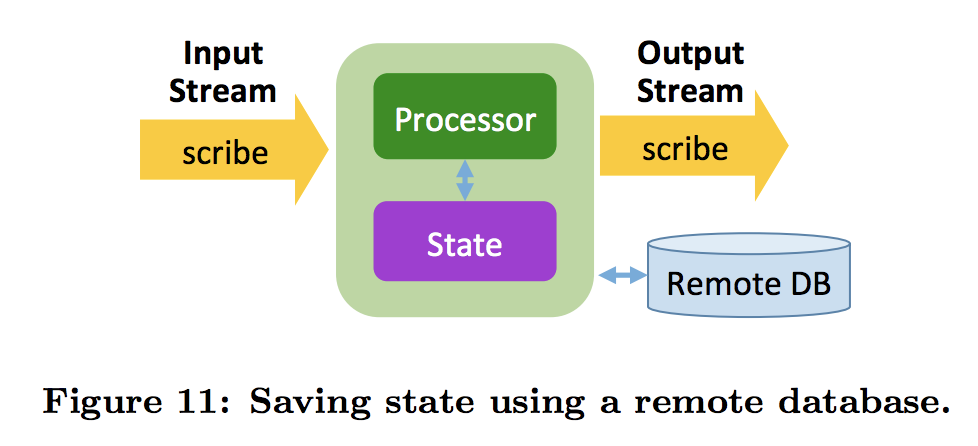 Input
Stream
scribe
Processor
State
Output
Stream
scribe
Remote DB
Figure 11: Saving state using a remote database.